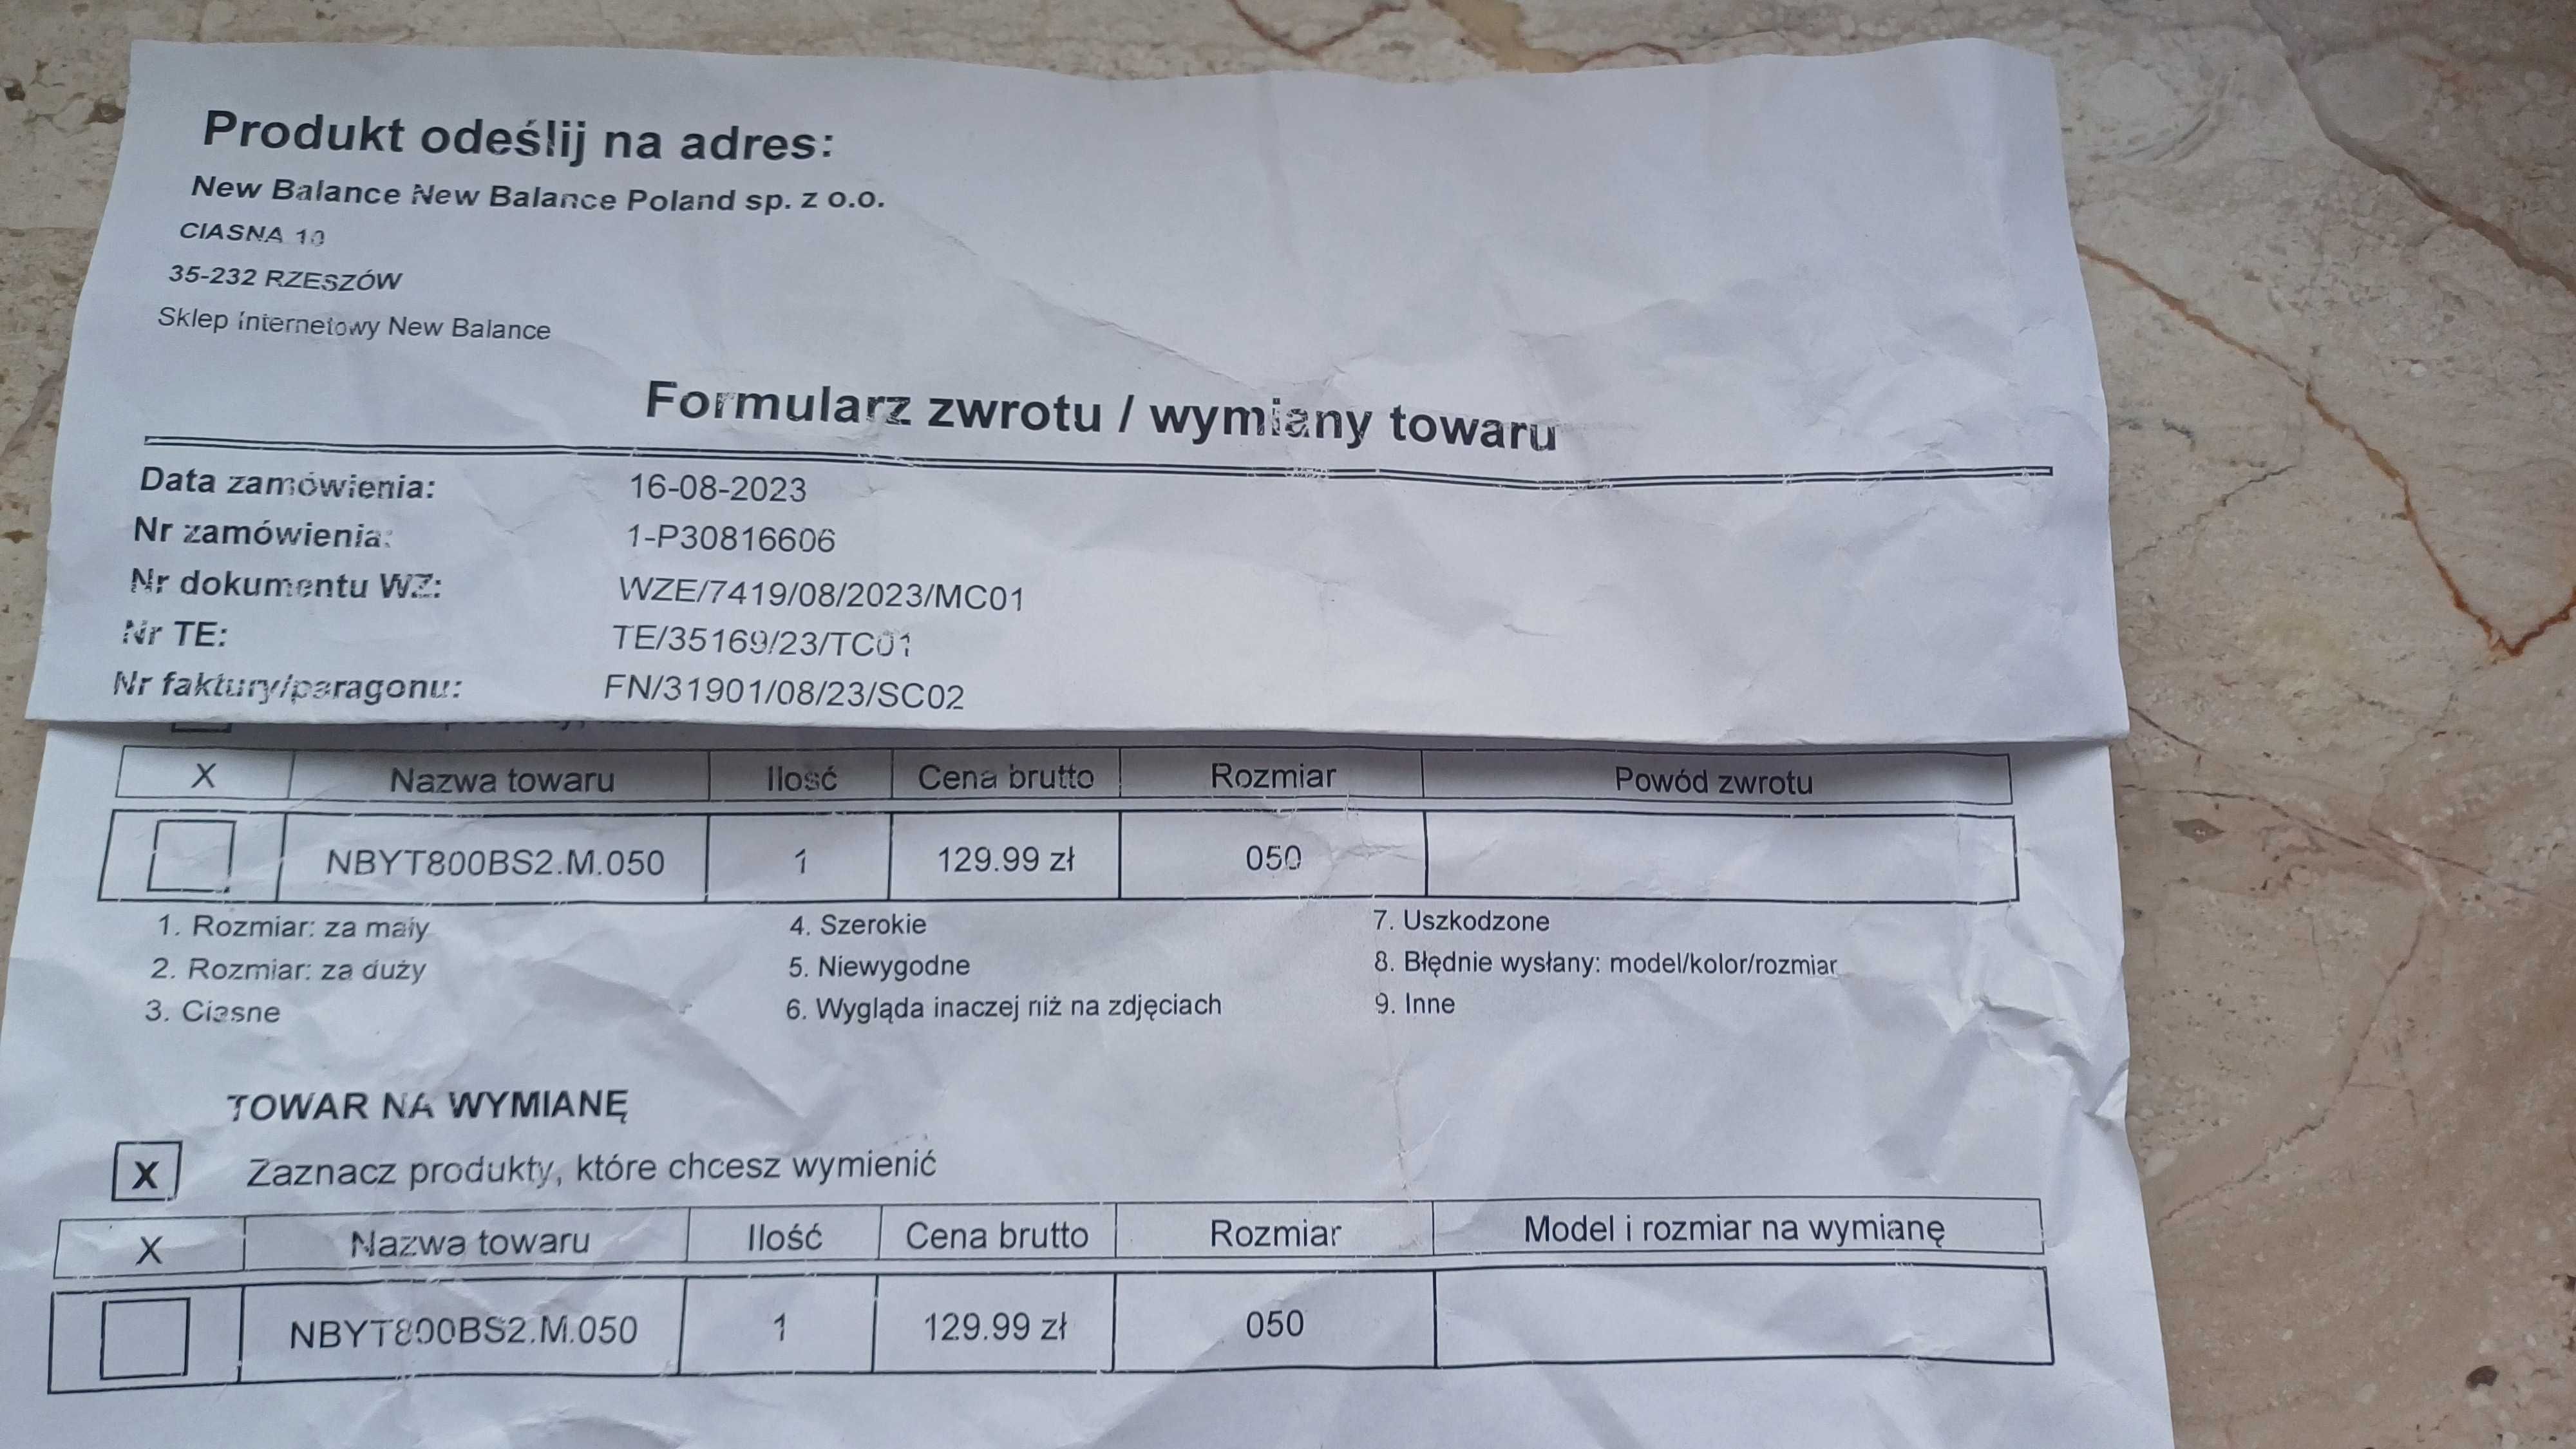 Produkt odeślij na adres:
New Balance New Balance Poland sp. z o.o.
CIASNA 10
35-232 RZESZÓW
Sklep Internetowy New Balance
Formularz zwrotu / wymiany towaru
Data zamówienia: 16-08-2023
Nr zamówienia: 1-P30816606
Nr dokumentu WZ: WZE/7419/08/2023/MC01
Nr TE: TE/35169/23/TC01
Nr faktury/paragonu: FN/31901/08/23/SC02
X Nazwa towaru Ilość Cena brutto Rozmiar Powód zwrotu
NBYT800BS2.M.050 1 129.99 zł 050
1. Rozmiar: za mały 4. Szerokie 7. Uszkodzone
2. Rozmiar: za duży 5. Niewygodne 8. Błędnie wysłany: model/kolor/rozmiar
3. Ciasne 6. Wygląda inaczej niż na zdjęciach 9. Inne
TOWAR NA WYMIANĘ
X Zaznacz produkty, które chcesz wymienić
X Nazwa towaru Ilość Cena brutto Rozmiar Model i rozmiar na wymianę
NBYT800BS2.M.050 1 129.99 zł 050